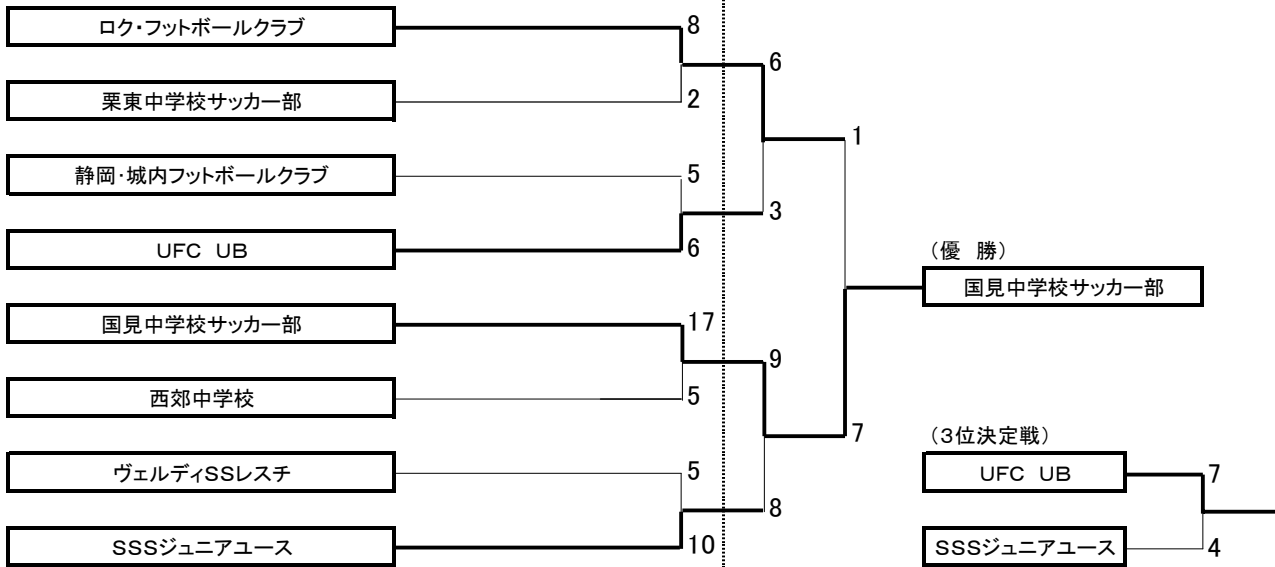 ロク・フットボールクラブ
8
6
栗東中学校サッカー部
2
1
静岡・城内フットボールクラブ
5
3
UFC UB
6
(優 勝)
国見中学校サッカー部
国見中学校サッカー部
17
9
西郊中学校
5
7
(3位決定戦)
ヴェルディSSレスチ
5
UFC UB
7
8
SSSジュニアユース
10
SSSジュニアユース
4